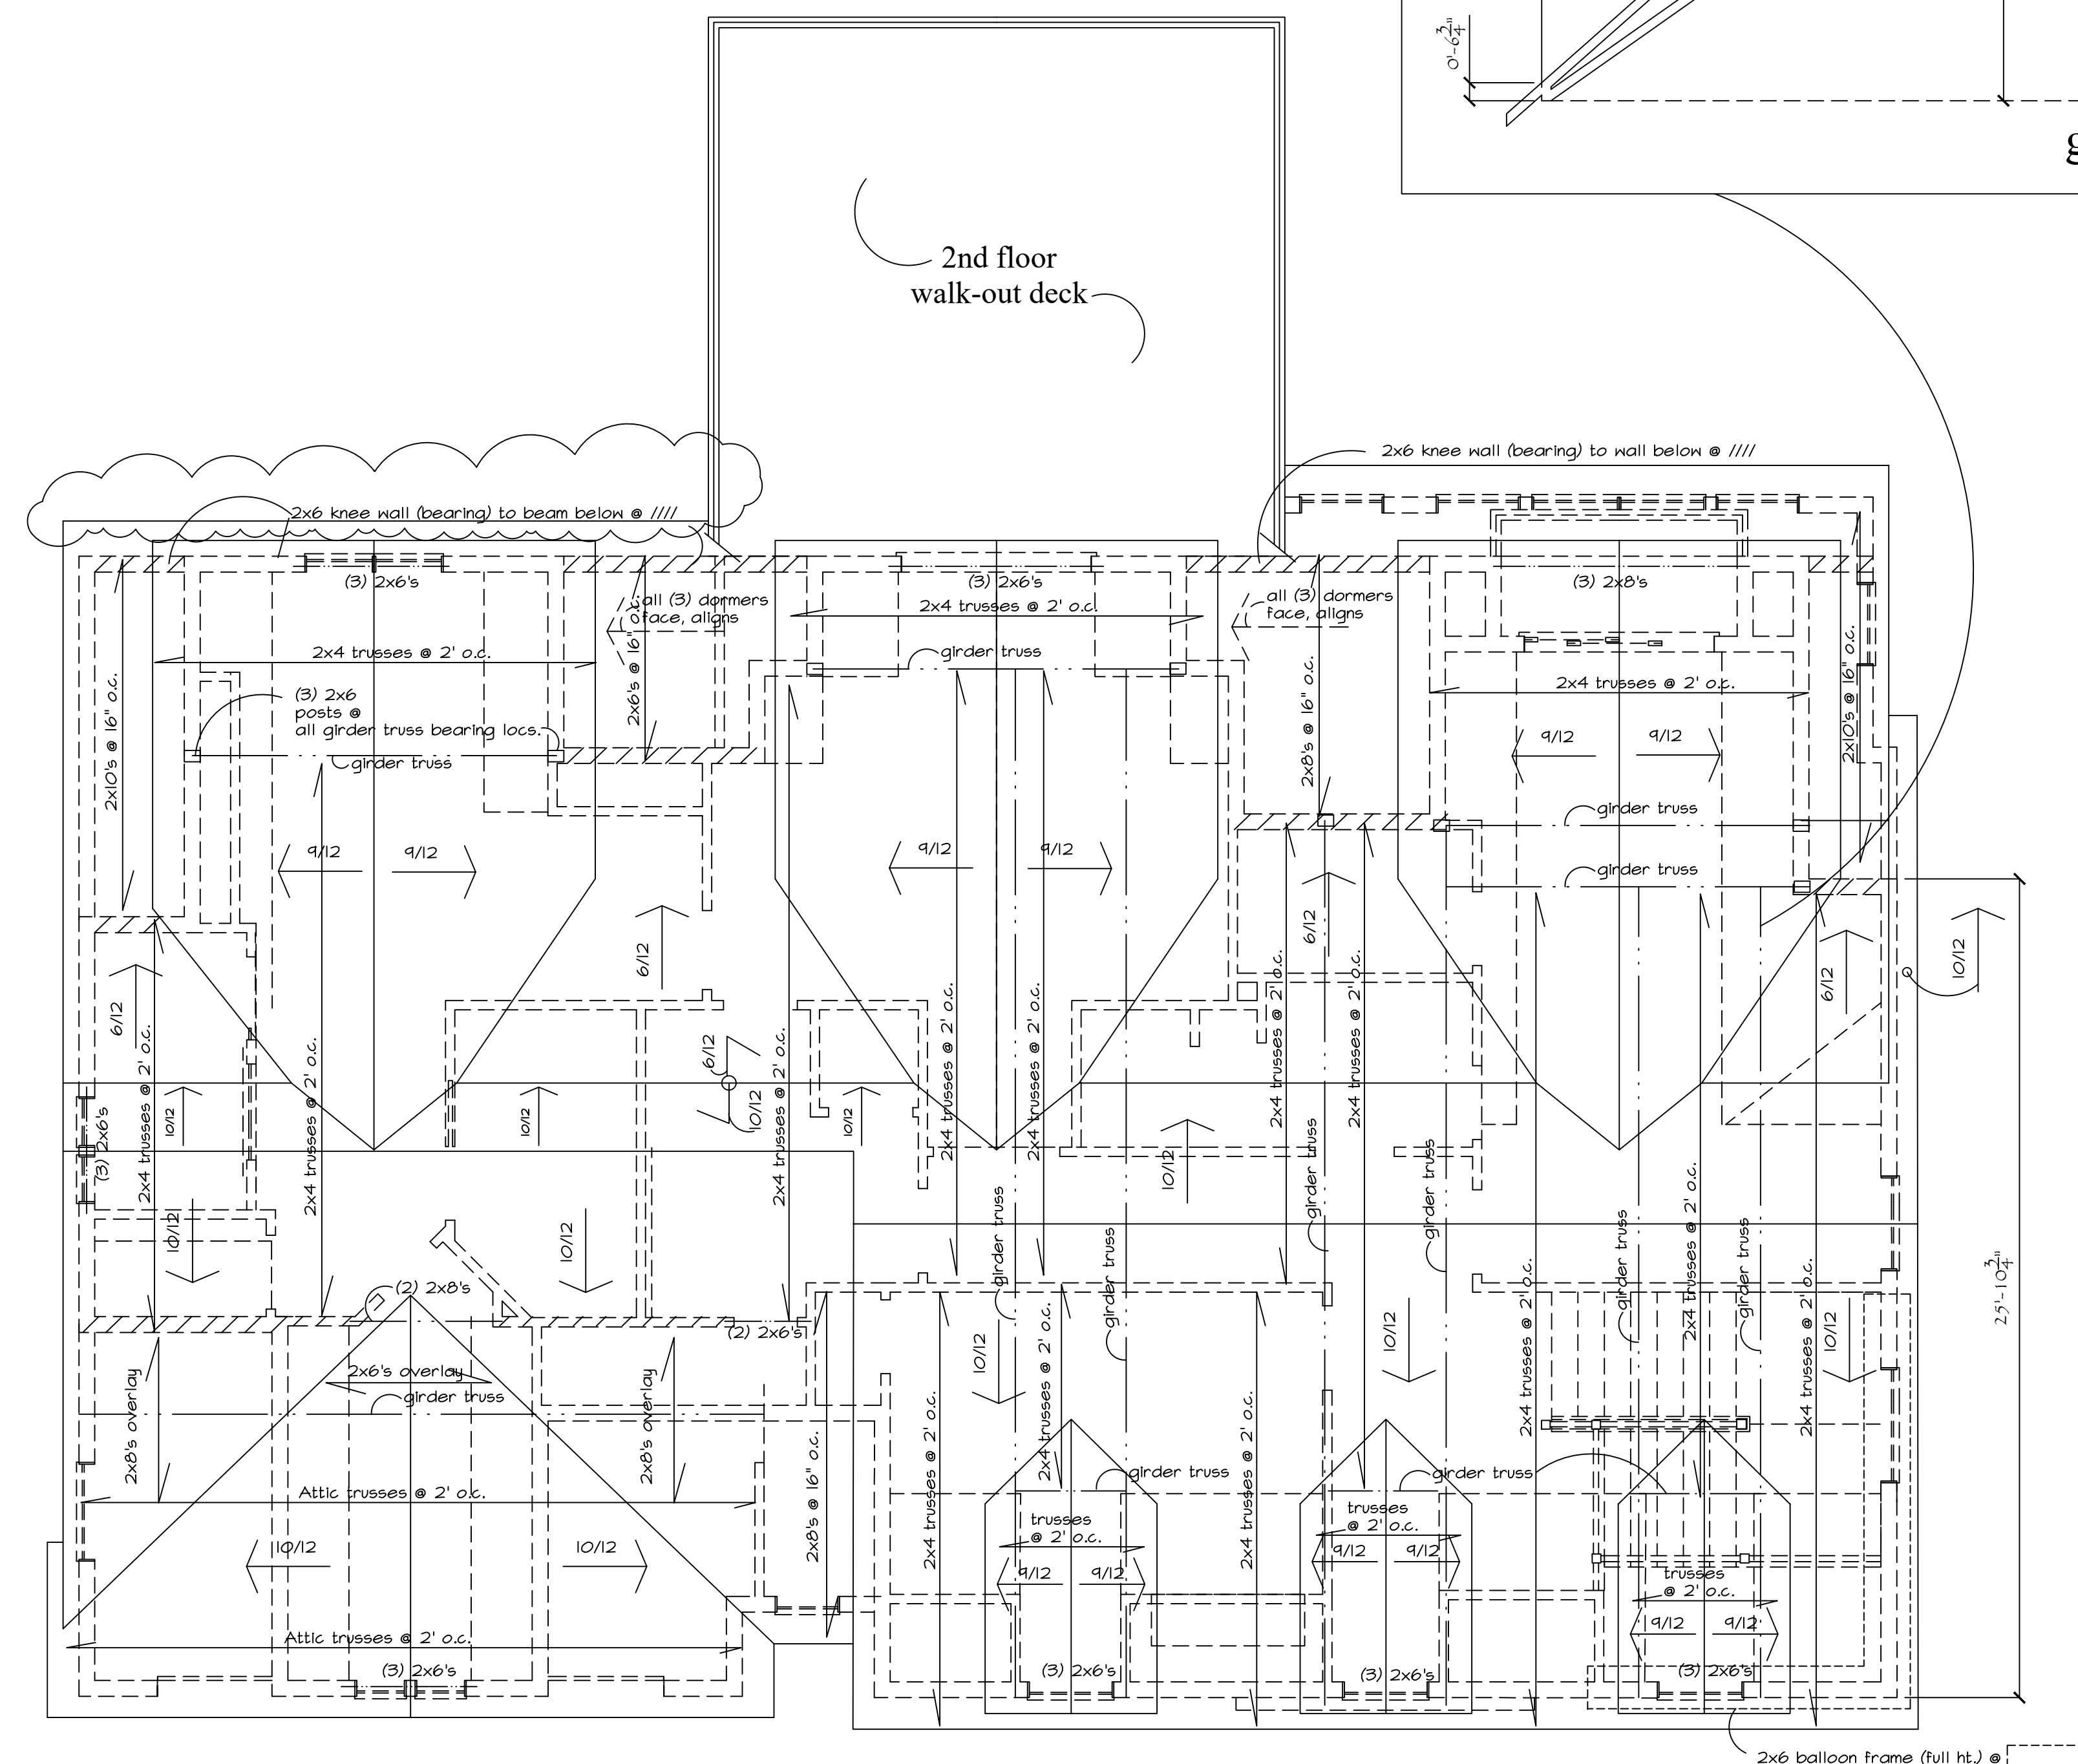 0'-6 3/4"
g
2nd floor
walk-out deck
2x6 knee wall (bearing) to wall below @ ////
2x6 knee wall (bearing) to beam below @ ////
(3) 2x6's
(3) 2x6's
(3) 2x8's
all (3) dormers
face, aligns
all (3) dormers
face, aligns
2x4 trusses @ 2' o.c.
2x4 trusses @ 2' o.c.
2x4 trusses @ 2' o.c.
girder truss
2x10's @ 16" o.c.
2x6's @ 16" o.c.
2x8's @ 16" o.c.
2x10's @ 16" o.c.
(3) 2x6
posts @
all girder truss bearing locs.
girder truss
9/12
9/12
girder truss
girder truss
9/12
9/12
9/12
9/12
6/12
6/12
6/12
6/12
10/12
6/12
10/12
(3) 2x6's
2x4 trusses @ 2' o.c.
10/12
2x4 trusses @ 2' o.c.
10/12
2x4 trusses @ 2' o.c.
10/12
2x4 trusses @ 2' o.c.
2x4 trusses @ 2' o.c.
10/12
2x4 trusses @ 2' o.c.
2x4 trusses @ 2' o.c.
10/12
10/12
girder truss
girder truss
girder truss
girder truss
girder truss
2x4 trusses @ 2' o.c.
girder truss
25'-10 3/4"
(2) 2x8's
(2) 2x6's
10/12
10/12
10/12
2x6's overlay
girder truss
2x8's overlay
2x8's overlay
2x4 trusses @ 2' o.c.
2x4 trusses @ 2' o.c.
2x4 trusses @ 2' o.c.
2x8's @ 16" o.c.
2x4 trusses @ 2' o.c.
2x4 trusses @ 2' o.c.
girder truss
girder truss
Attic trusses @ 2' o.c.
trusses
@ 2' o.c.
trusses
@ 2' o.c.
10/12
10/12
9/12
9/12
9/12
9/12
trusses
@ 2' o.c.
9/12
9/12
Attic trusses @ 2' o.c.
(3) 2x6's
(3) 2x6's
(3) 2x6's
(3) 2x6's
2x6 balloon frame (full ht.) @